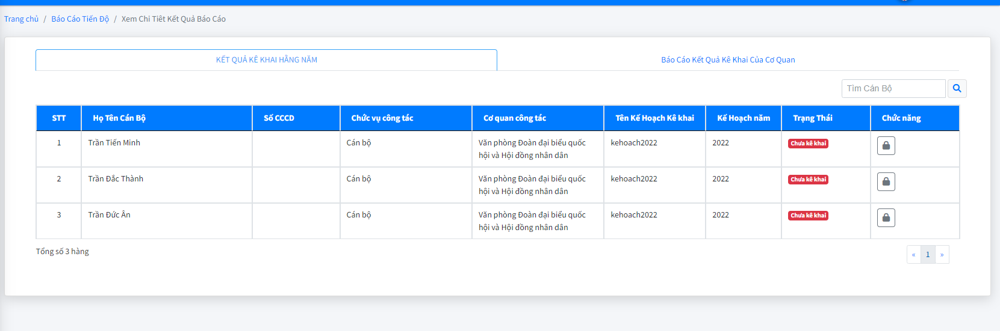 Trang chủ / Báo Cáo Tiến Độ / Xem Chi Tiết Kết Quả Báo Cáo
KẾT QUẢ KÊ KHAI HẰNG NĂM
Báo Cáo Kết Quả Kê Khai Của Cơ Quan
Tìm Cán Bộ
STT Họ Tên Cán Bộ Số CCCD Chức vụ công tác Cơ quan công tác Tên Kế Hoạch Kê khai Kế Hoạch năm Trạng Thái Chức năng
1 Trần Tiến Minh Cán bộ Văn phòng Đoàn đại biểu quốc kehoach2022 2022 Chưa kê khai
hội và Hội đồng nhân dân
2 Trần Đắc Thành Cán bộ Văn phòng Đoàn đại biểu quốc kehoach2022 2022 Chưa kê khai
hội và Hội đồng nhân dân
3 Trần Đức Ân Cán bộ Văn phòng Đoàn đại biểu quốc kehoach2022 2022 Chưa kê khai
hội và Hội đồng nhân dân
Tổng số 3 hàng
« 1 »